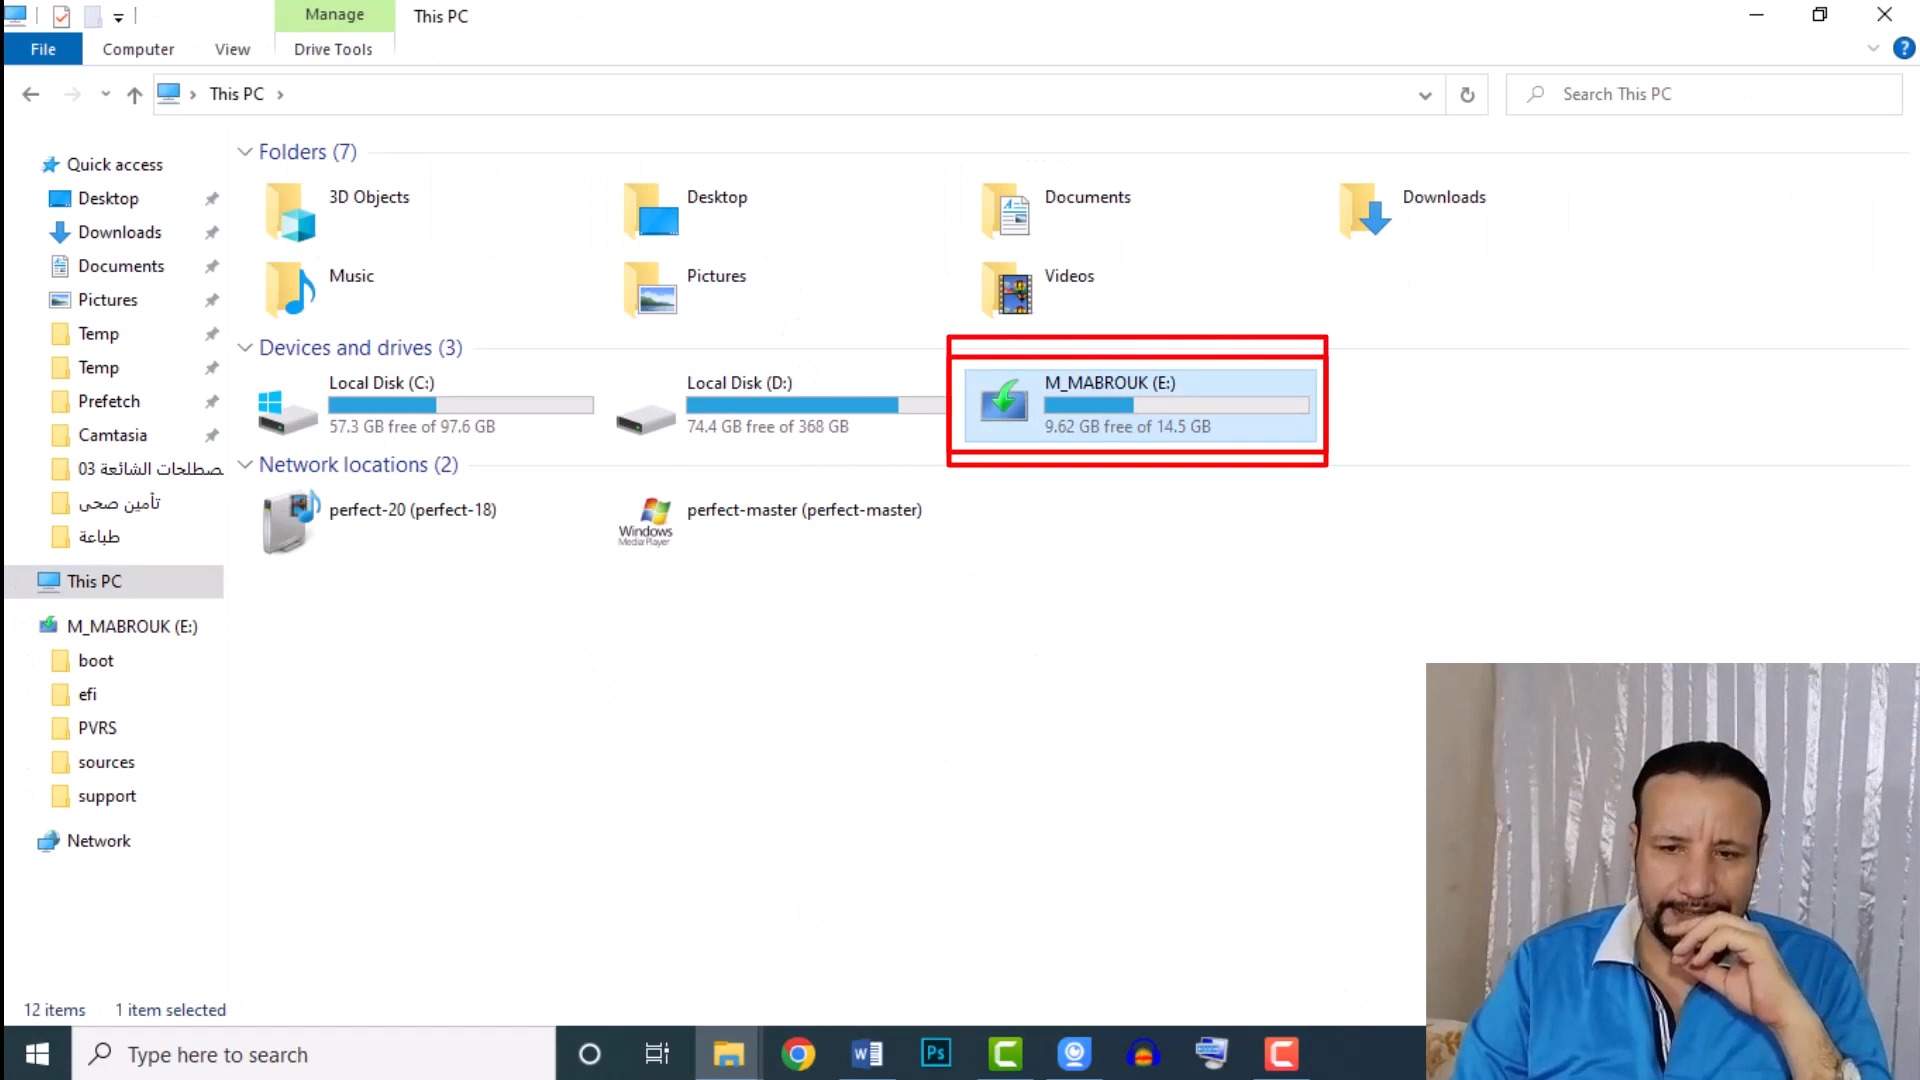 Manage
This PC
File
Computer
View
Drive Tools
This PC
Search This PC
Quick access
Desktop
Downloads
Documents
Pictures
Temp
Temp
Prefetch
Camtasia
صطلحات الشائعة 03
تأمين صحى
طباعة
This PC
M_MABROUK (E:)
boot
efi
PVRS
sources
support
Network
Folders (7)
3D Objects
Desktop
Documents
Downloads
Music
Pictures
Videos
Devices and drives (3)
Local Disk (C:)
57.3 GB free of 97.6 GB
Local Disk (D:)
74.4 GB free of 368 GB
M_MABROUK (E:)
9.62 GB free of 14.5 GB
Network locations (2)
perfect-20 (perfect-18)
Windows
Media Player
perfect-master (perfect-master)
12 items
1 item selected
Type here to search
Ps